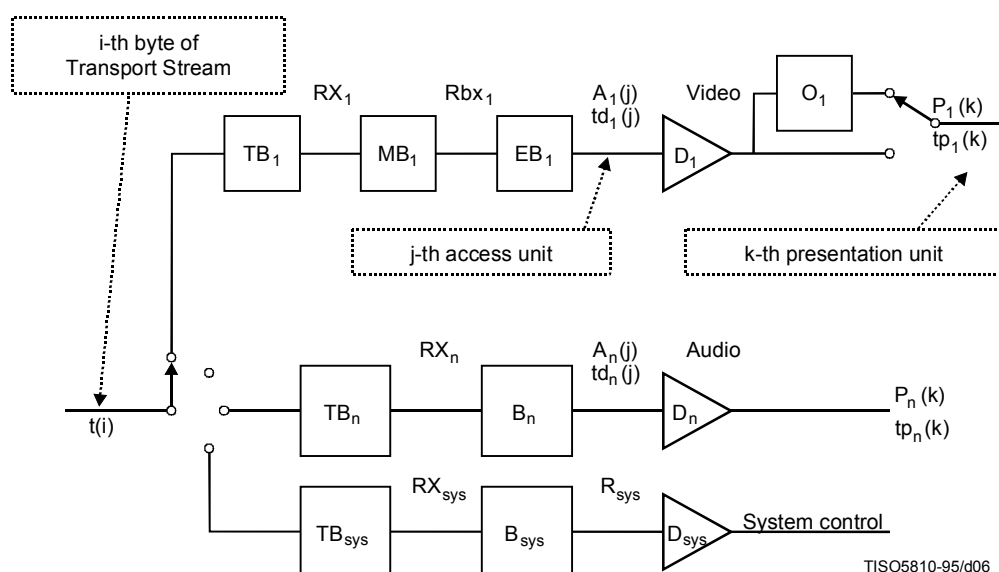 i-th byte of
Transport Stream
RX1
Rbx1
A1(j)
td1(j)
Video
O1
P1(k)
tp1(k)
TB1
MB1
EB1
D1
j-th access unit
k-th presentation unit
RXn
An(j)
tdn(j)
Audio
t(i)
TBn
Bn
Dn
Pn(k)
tpn(k)
RXsys
Rsys
TBsys
Bsys
Dsys
System control
TISO5810-95/d06